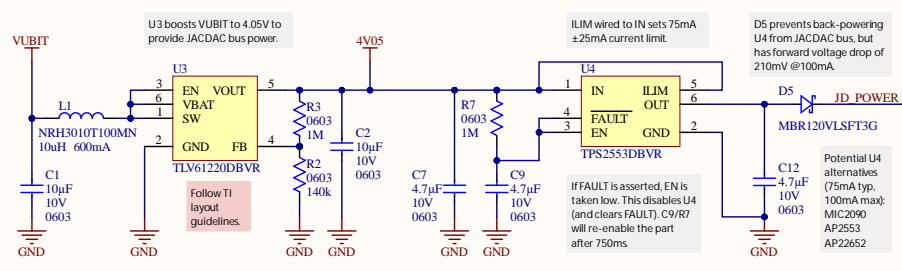 U3 boosts VUBIT to 4.05V to
provide JACDAC bus power.
ILIM wired to IN sets 75mA
±25mA current limit.
D5 prevents back-powering
U4 from JACDAC bus, but
has forward voltage drop of
210mV @100mA.
VUBIT
4V05
U3
U4
3 EN VOUT 5
6 VBAT
1 SW
2 GND FB 4
TLV61220DBVR
L1
NRH3010T100MN
10uH 600mA
C1
10µF
10V
0603
GND
GND
Follow TI
layout
guidelines.
R3
0603
1M
R2
0603
140k
GND
C2
10µF
10V
0603
GND
C7
4.7µF
10V
0603
GND
R7
0603
1M
C9
4.7µF
10V
0603
GND
1 IN ILIM 5
OUT 6
4 FAULT
3 EN GND 2
TPS2553DBVR
If FAULT is asserted, EN is
taken low. This disables U4
(and clears FAULT). C9/R7
will re-enable the part
after 750ms.
D5
JD_POWER
MBR120VLSFT3G
C12
4.7µF
10V
0603
GND
Potential U4
alternatives
(75mA typ,
100mA max):
MIC2090
AP2553
AP22652